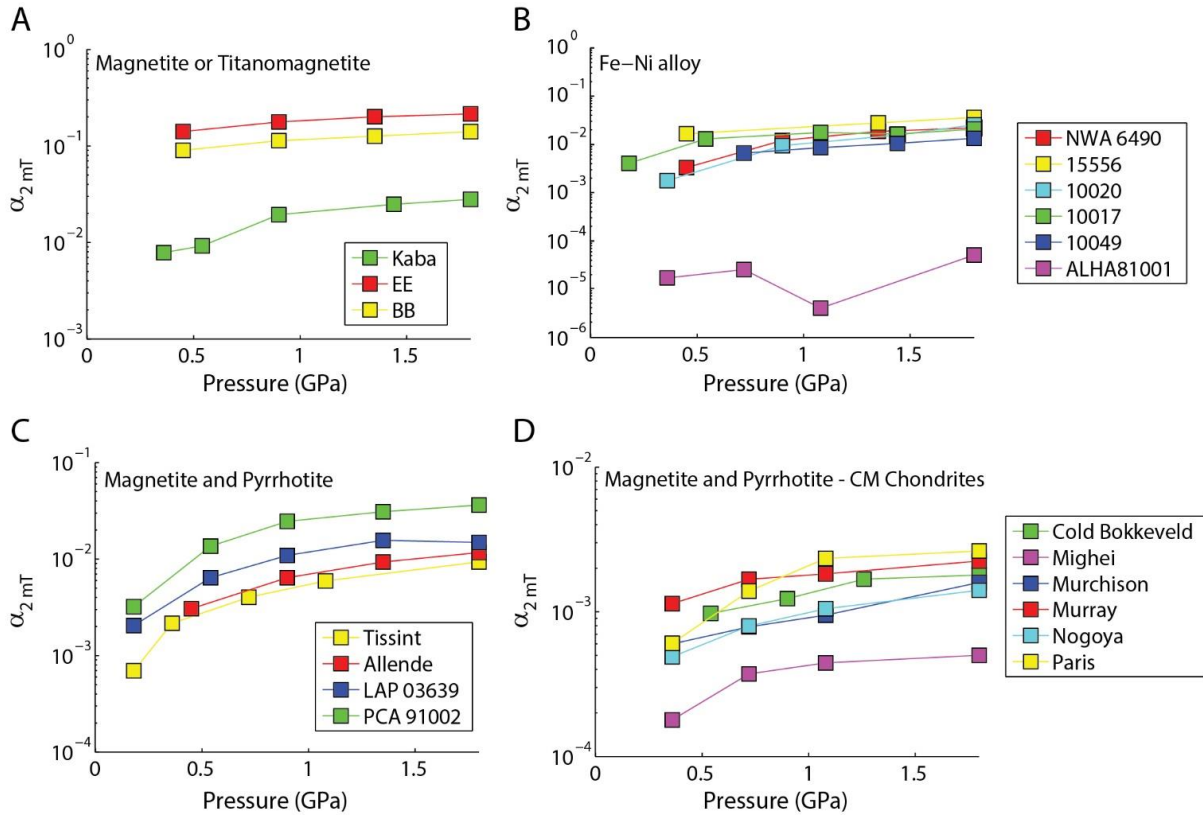 A
Magnetite or Titanomagnetite
10⁰
10⁻¹
10⁻²
10⁻³
α₂ mT
0 0.5 1 1.5
Pressure (GPa)
Kaba
EE
BB
B
Fe−Ni alloy
10⁰
10⁻¹
10⁻²
10⁻³
10⁻⁴
10⁻⁵
10⁻⁶
α₂ mT
0 0.5 1 1.5
Pressure (GPa)
NWA 6490
15556
10020
10017
10049
ALHA81001
C
Magnetite and Pyrrhotite
10⁻¹
10⁻²
10⁻³
10⁻⁴
α₂ mT
0 0.5 1 1.5
Pressure (GPa)
Tissint
Allende
LAP 03639
PCA 91002
D
Magnetite and Pyrrhotite - CM Chondrites
10⁻²
10⁻³
10⁻⁴
α₂ mT
0 0.5 1 1.5
Pressure (GPa)
Cold Bokkeveld
Mighei
Murchison
Murray
Nogoya
Paris